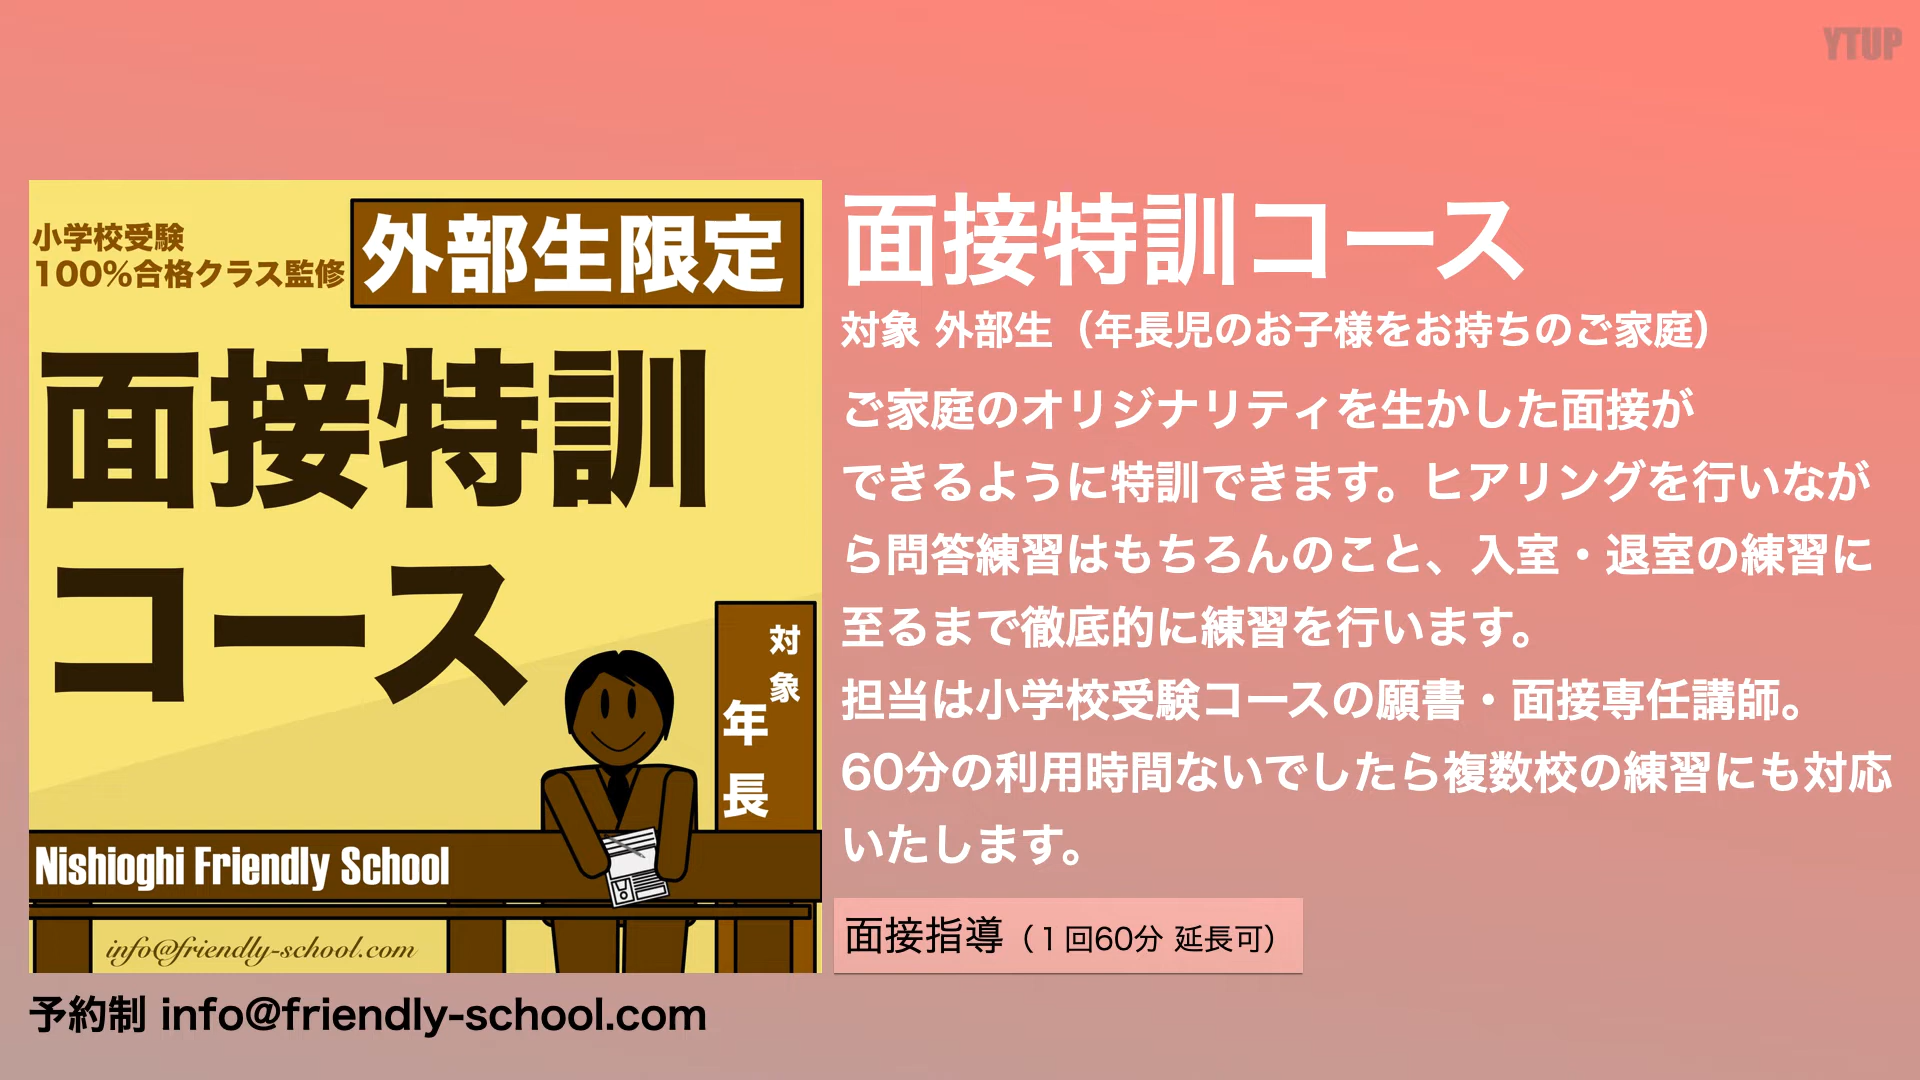 YTUP
小学校受験
100%合格クラス監修
外部生限定
面接特訓
コース
対象
年長
Nishioghi Friendly School
info@friendly-school.com
予約制 info@friendly-school.com
面接特訓コース
対象 外部生（年長児のお子様をお持ちのご家庭）
ご家庭のオリジナリティを生かした面接が
できるように特訓できます。ヒアリングを行いなが
ら問答練習はもちろんのこと、入室・退室の練習に
至るまで徹底的に練習を行います。
担当は小学校受験コースの願書・面接専任講師。
60分の利用時間ないでしたら複数校の練習にも対応
いたします。
面接指導（１回60分 延長可）